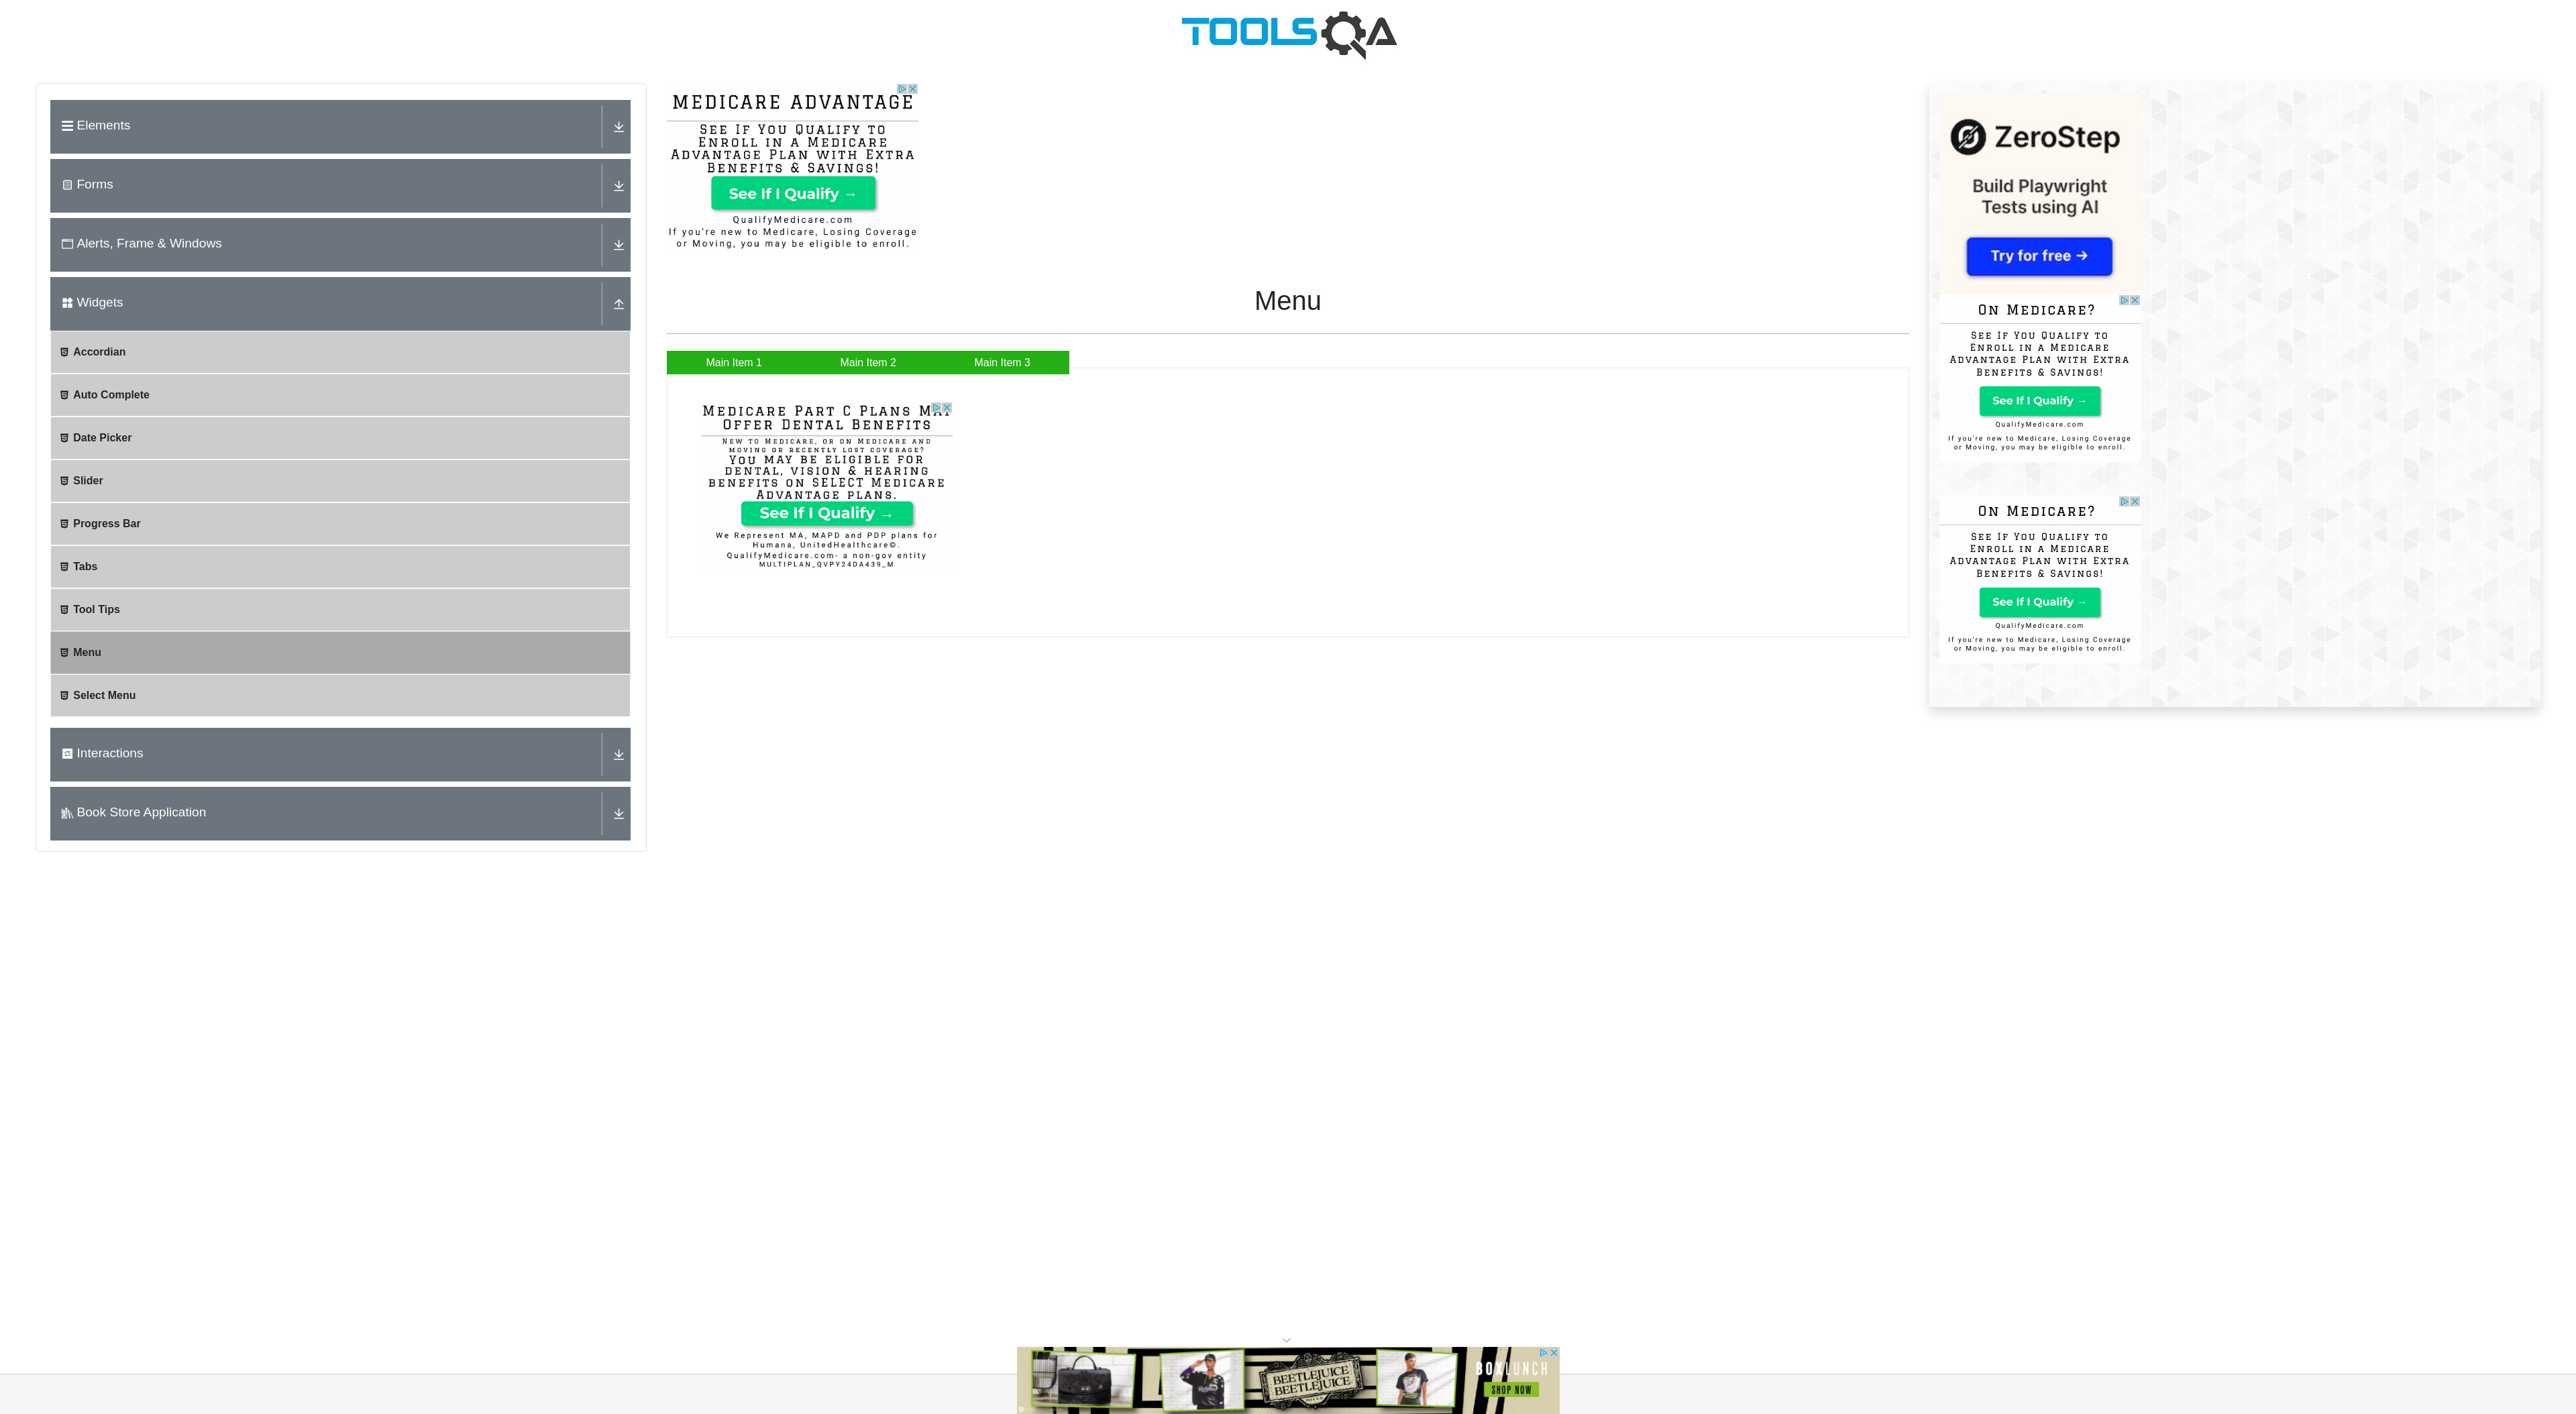 TOOLSQA
Elements
Forms
Alerts, Frame & Windows
Widgets
Accordian
Auto Complete
Date Picker
Slider
Progress Bar
Tabs
Tool Tips
Menu
Select Menu
Interactions
Book Store Application
MEDICARE ADVANTAGE
SEE IF YOU QUALIFY TO
ENROLL IN A MEDICARE
ADVANTAGE PLAN WITH EXTRA
BENEFITS & SAVINGS!
See If I Qualify →
QualifyMedicare.com
If you're new to Medicare, Losing Coverage
or Moving, you may be eligible to enroll.
Menu
Main Item 1
Main Item 2
Main Item 3
MEDICARE PART C PLANS MAY
OFFER DENTAL BENEFITS
NEW TO MEDICARE, OR ON MEDICARE AND
MOVING OR RECENTLY LOST COVERAGE?
YOU MAY BE ELIGIBLE FOR
DENTAL, VISION & HEARING
BENEFITS ON SELECT MEDICARE
ADVANTAGE PLANS.
See If I Qualify →
We Represent MA, MAPD and PDP plans for
Humana, UnitedHealthcare©.
QualifyMedicare.com- a non-gov entity
MULTIPLAN_QVPY24DA439_M
ZeroStep
Build Playwright
Tests using AI
Try for free →
ON MEDICARE?
SEE IF YOU QUALIFY TO
ENROLL IN A MEDICARE
ADVANTAGE PLAN WITH EXTRA
BENEFITS & SAVINGS!
See If I Qualify →
QualifyMedicare.com
If you're new to Medicare, Losing Coverage
or Moving, you may be eligible to enroll.
ON MEDICARE?
SEE IF YOU QUALIFY TO
ENROLL IN A MEDICARE
ADVANTAGE PLAN WITH EXTRA
BENEFITS & SAVINGS!
See If I Qualify →
QualifyMedicare.com
If you're new to Medicare, Losing Coverage
or Moving, you may be eligible to enroll.
BEETLEJUICE
BEETLEJUICE
BOXLUNCH
SHOP NOW